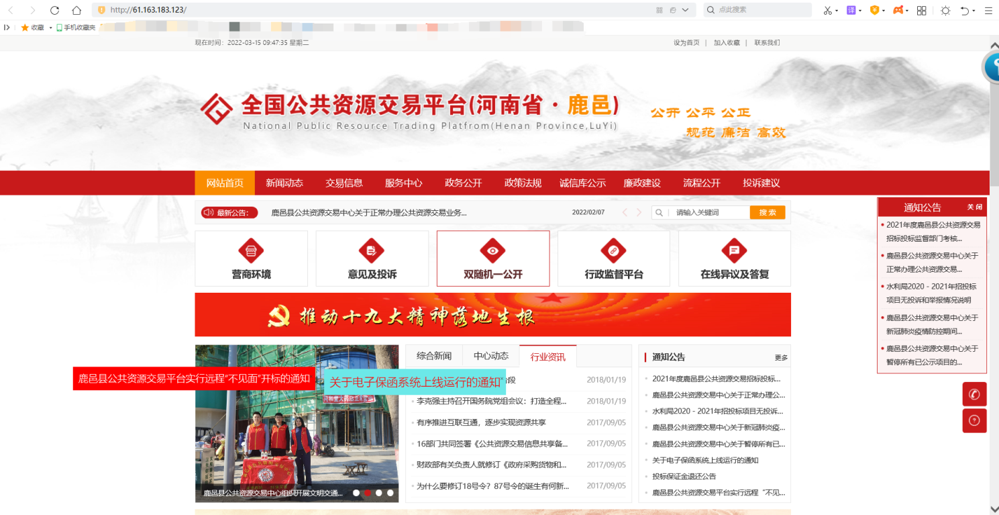 http://61.163.183.123/
点此搜索
译
收藏
手机收藏夹
现在时间：2022-03-15 09:47:35 星期二
设为首页 | 加入收藏 | 联系我们
全国公共资源交易平台(河南省·鹿邑)
National Public Resource Trading Platfrom(Henan Province,LuYi)
公开 公平 公正
规范 廉洁 高效
网站首页 新闻动态 交易信息 服务中心 政务公开 政策法规 诚信库公示 廉政建设 流程公开 投诉建议
最新公告：
鹿邑县公共资源交易中心关于正常办理公共资源交易业务...
2022/02/07
请输入关键词
搜 索
营商环境
意见及投诉
双随机一公开
行政监督平台
在线异议及答复
推动十九大精神落地生根
鹿邑县公共资源交易平台实行远程"不见面"开标的通知
关于电子保函系统上线运行的通知
鹿邑县公共资源交易中心组织开展文明交通...
综合新闻 中心动态 行业资讯
段 2018/01/19
李克强主持召开国务院党组会议：打造全程... 2018/01/19
有序推进互联互通，逐步实现资源共享 2017/09/05
16部门共同签署《公共资源交易信息共享备... 2017/09/05
财政部有关负责人就修订《政府采购货物和... 2017/09/05
为什么要修订18号令？87号令的诞生有何新... 2017/09/05
通知公告 更多
2021年度鹿邑县公共资源交易招标投标...
鹿邑县公共资源交易中心关于正常办理公...
水利局2020－2021年招投标项目无投诉...
鹿邑县公共资源交易中心关于新冠肺炎疫...
鹿邑县公共资源交易中心关于暂停所有已...
关于电子保函系统上线运行的通知
投标保证金退还公告
鹿邑县公共资源交易平台实行远程“不见...
通知公告 关 闭
2021年度鹿邑县公共资源交易
招标投标监督部门考核...
鹿邑县公共资源交易中心关于
正常办理公共资源交易...
水利局2020－2021年招投标
项目无投诉和举报情况说明
鹿邑县公共资源交易中心关于
新冠肺炎疫情防控期间...
鹿邑县公共资源交易中心关于
暂停所有已公示项目的...